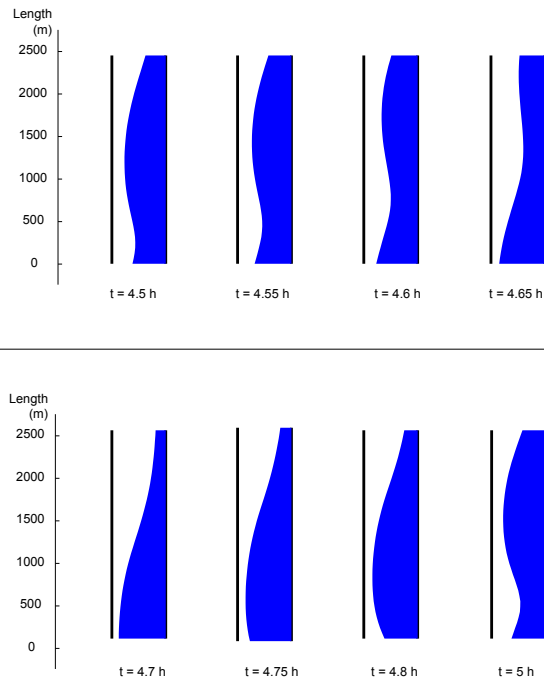 Length
(m)
2500
2000
1500
1000
500
0
t = 4.5 h
t = 4.55 h
t = 4.6 h
t = 4.65 h
Length
(m)
2500
2000
1500
1000
500
0
t = 4.7 h
t = 4.75 h
t = 4.8 h
t = 5 h